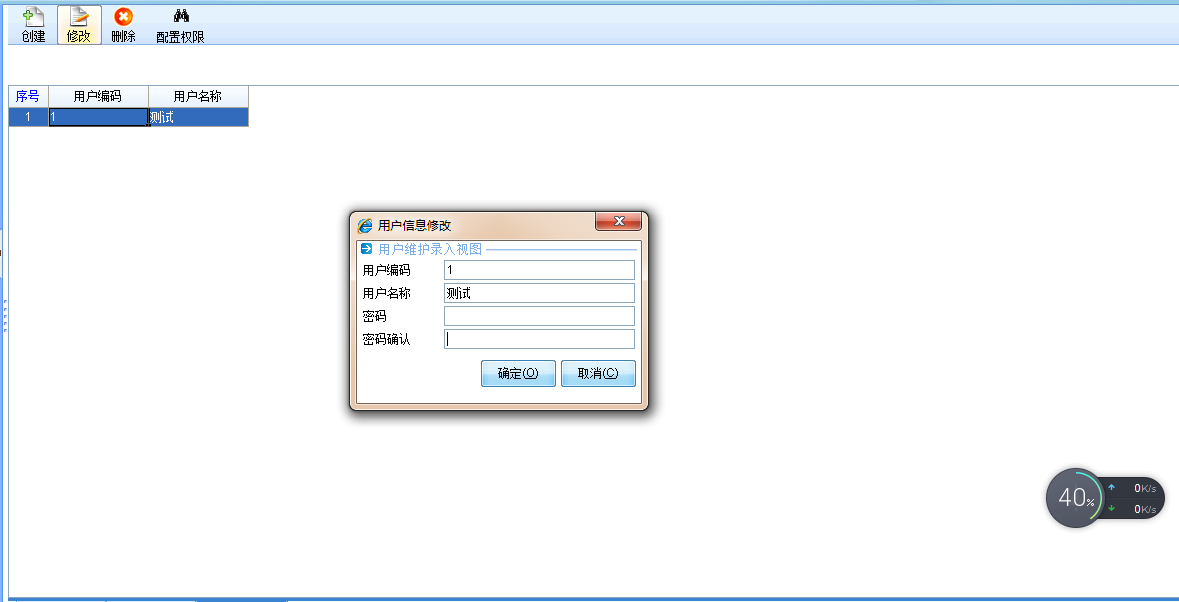 创建 修改 删除 配置权限
序号 用户编码 用户名称
1 1 测试
用户信息修改
用户维护录入视图
用户编码 1
用户名称 测试
密码
密码确认
确定(O) 取消(C)
40% 0K/s
0K/s